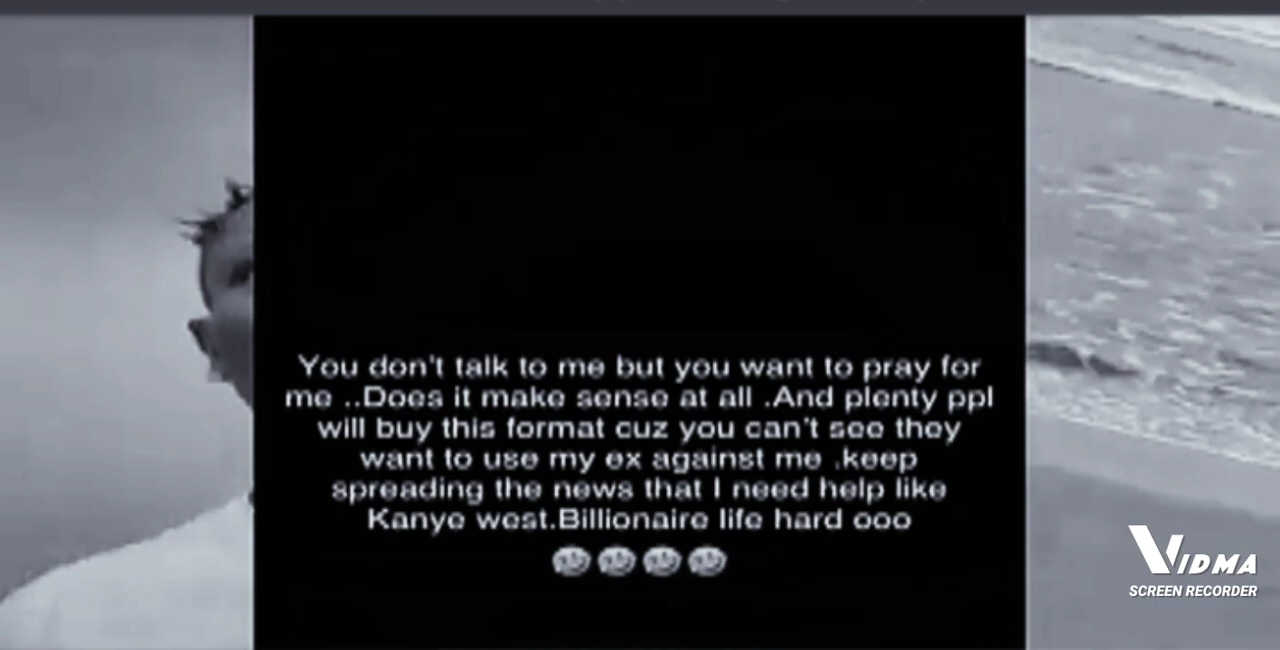 You don't talk to me but you want to pray for
me ..Does it make sense at all .And plenty ppl
will buy this format cuz you can't see they
want to use my ex against me .keep
spreading the news that I need help like
Kanye west.Billionaire life hard ooo
VIDMA
SCREEN RECORDER